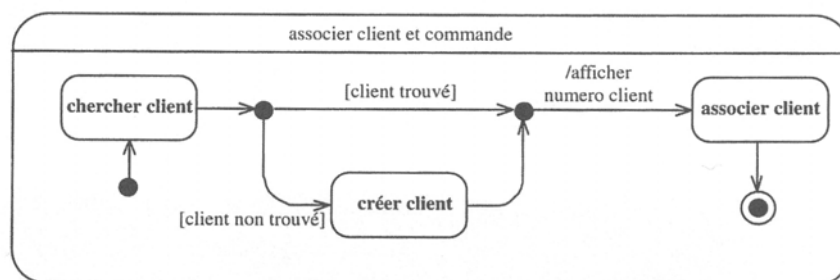 associer client et commande
chercher client
[client trouvé]
/afficher
numero client
associer client
[client non trouvé]
créer client